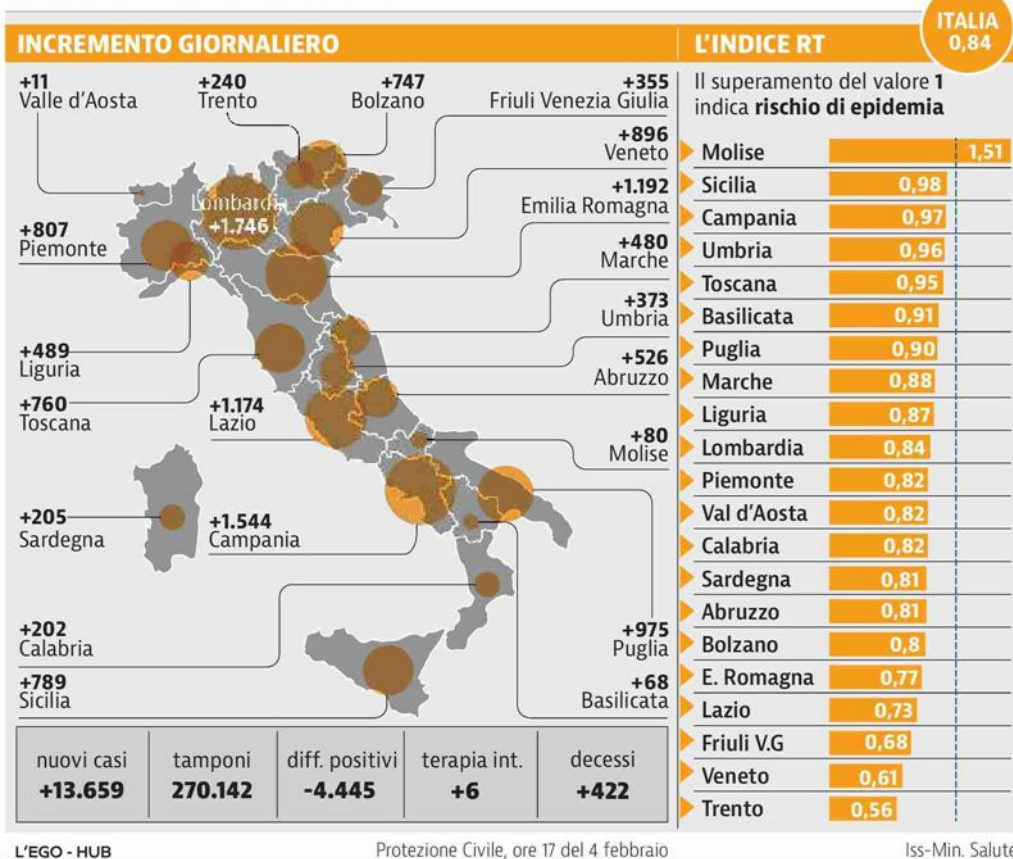 ITALIA
0,84
INCREMENTO GIORNALIERO
L'INDICE RT
+11
Valle d'Aosta
+240
Trento
+747
Bolzano
+355
Friuli Venezia Giulia
+896
Veneto
+1.192
Emilia Romagna
Lombardia
+1.746
+807
Piemonte
+480
Marche
+373
Umbria
+489
Liguria
+526
Abruzzo
+760
Toscana
+1.174
Lazio
+80
Molise
+205
Sardegna
+1.544
Campania
+202
Calabria
+975
Puglia
+789
Sicilia
+68
Basilicata
nuovi casi
+13.659
tamponi
270.142
diff. positivi
-4.445
terapia int.
+6
decessi
+422
Il superamento del valore 1
indica rischio di epidemia
Molise 1,51
Sicilia 0,98
Campania 0,97
Umbria 0,96
Toscana 0,95
Basilicata 0,91
Puglia 0,90
Marche 0,88
Liguria 0,87
Lombardia 0,84
Piemonte 0,82
Val d'Aosta 0,82
Calabria 0,82
Sardegna 0,81
Abruzzo 0,81
Bolzano 0,8
E. Romagna 0,77
Lazio 0,73
Friuli V.G 0,68
Veneto 0,61
Trento 0,56
L'EGO - HUB
Protezione Civile, ore 17 del 4 febbraio
Iss-Min. Salute